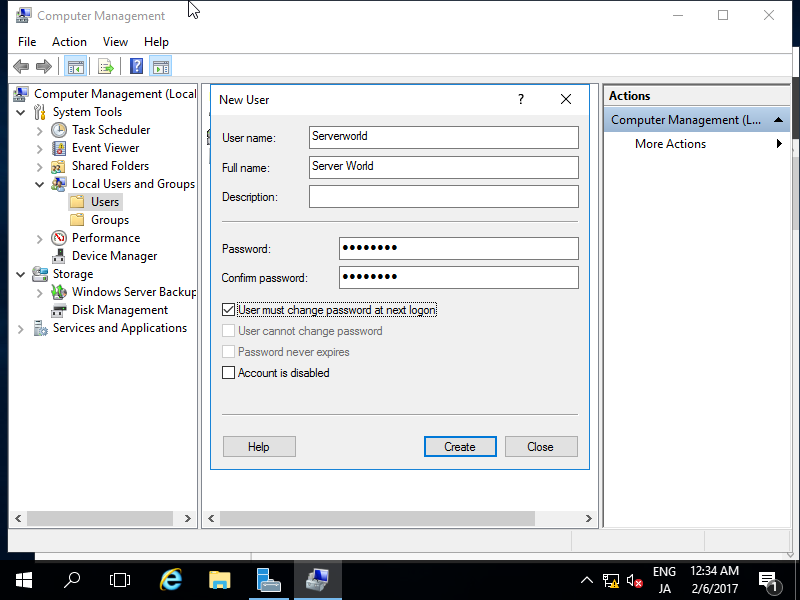 Computer Management
File Action View Help
Computer Management (Local
System Tools
Task Scheduler
Event Viewer
Shared Folders
Local Users and Groups
Users
Groups
Performance
Device Manager
Storage
Windows Server Backup
Disk Management
Services and Applications
New User
?
User name: Serverworld
Full name: Server World
Description:
Password: ●●●●●●●●
Confirm password: ●●●●●●●●
User must change password at next logon
User cannot change password
Password never expires
Account is disabled
Help Create Close
Actions
Computer Management (L...
More Actions
ENG
JA
12:34 AM
2/6/2017
1